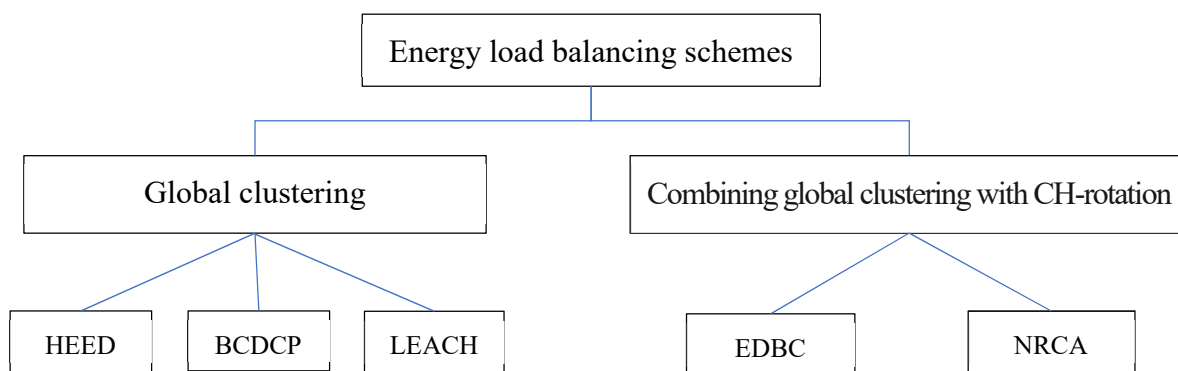 Energy load balancing schemes
Global clustering
Combining global clustering with CH-rotation
HEED
BCDCP
LEACH
EDBC
NRCA